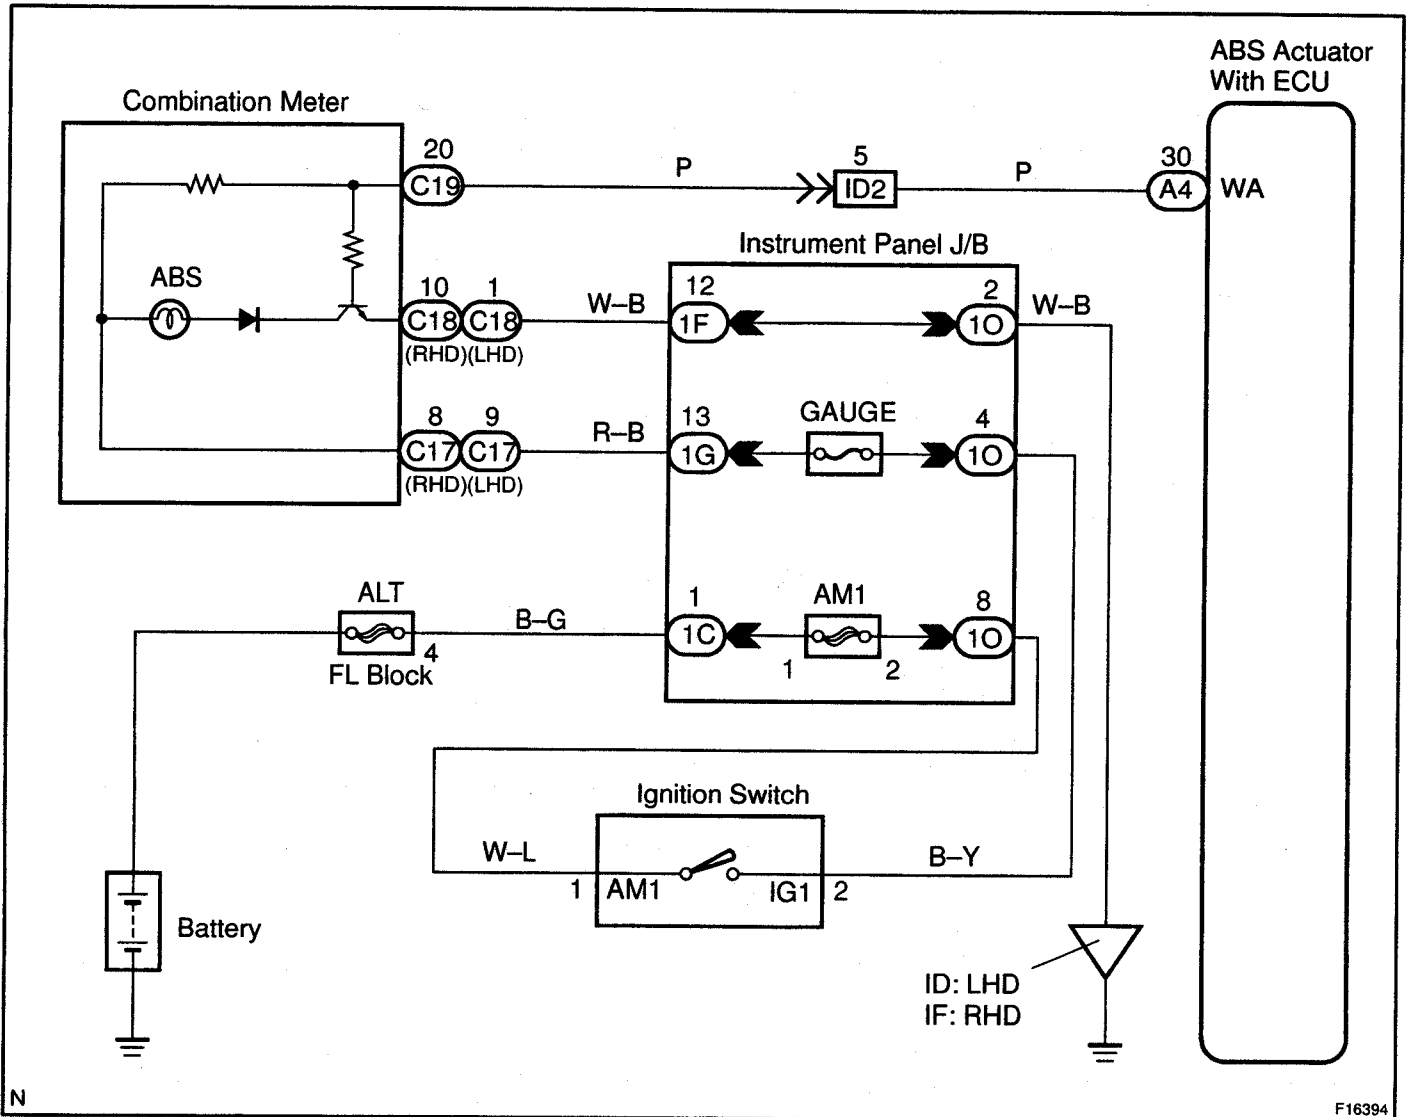 ABS Actuator
With ECU
Combination Meter
20
C19
P
5
ID2
P
30
A4
WA
Instrument Panel J/B
ABS
10
1
C18
C18
(RHD)(LHD)
W–B
12
1F
2
1O
W–B
8
9
C17
C17
(RHD)(LHD)
R–B
13
1G
GAUGE
4
1O
ALT
4
FL Block
B–G
1
1C
AM1
1
2
8
1O
Ignition Switch
W–L
1
AM1
IG1
2
B–Y
Battery
ID: LHD
IF: RHD
N
F16394